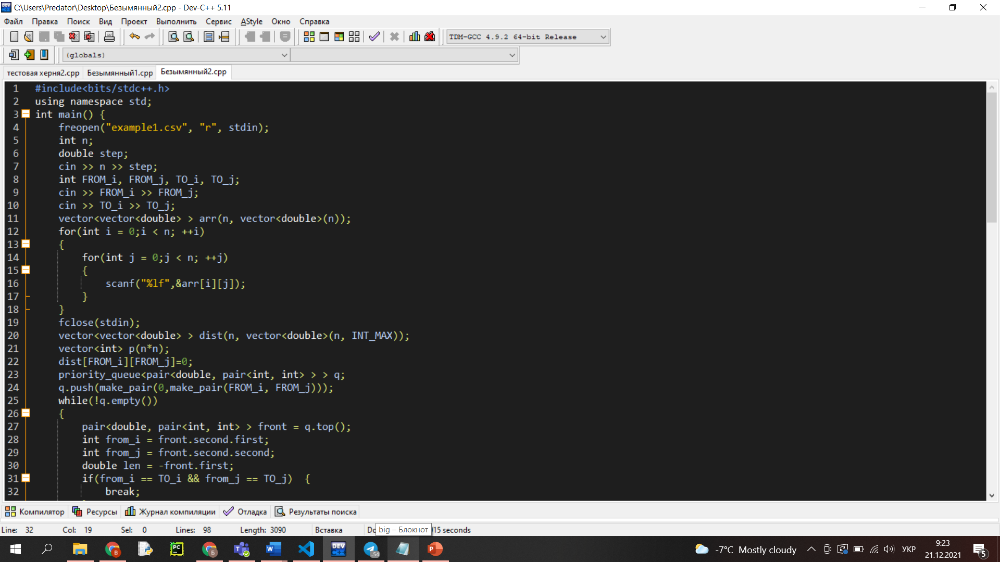 C:\Users\Predator\Desktop\Безымянный2.cpp - Dev-C++ 5.11
Файл Правка Поиск Вид Проект Выполнить Сервис AStyle Окно Справка
TDM-GCC 4.9.2 64-bit Release
(globals)
тестовая херня2.cpp Безымянный1.cpp Безымянный2.cpp
1 #include<bits/stdc++.h>
2 using namespace std;
3 int main() {
4 freopen("example1.csv", "r", stdin);
5 int n;
6 double step;
7 cin >> n >> step;
8 int FROM_i, FROM_j, TO_i, TO_j;
9 cin >> FROM_i >> FROM_j;
10 cin >> TO_i >> TO_j;
11 vector<vector<double> > arr(n, vector<double>(n));
12 for(int i = 0;i < n; ++i)
13 {
14 for(int j = 0;j < n; ++j)
15 {
16 scanf("%lf",&arr[i][j]);
17 }
18 }
19 fclose(stdin);
20 vector<vector<double> > dist(n, vector<double>(n, INT_MAX));
21 vector<int> p(n*n);
22 dist[FROM_i][FROM_j]=0;
23 priority_queue<pair<double, pair<int, int> > > q;
24 q.push(make_pair(0,make_pair(FROM_i, FROM_j)));
25 while(!q.empty())
26 {
27 pair<double, pair<int, int> > front = q.top();
28 int from_i = front.second.first;
29 int from_j = front.second.second;
30 double len = -front.first;
31 if(from_i == TO_i && from_j == TO_j)  {
32 break;
Компилятор Ресурсы Журнал компиляции Отладка Результаты поиска
Line: 32 Col: 19 Sel: 0 Lines: 98 Length: 3090 Вставка Do big – Блокнот 15 seconds
-7°C Mostly cloudy УКР 9:23
21.12.2021 5